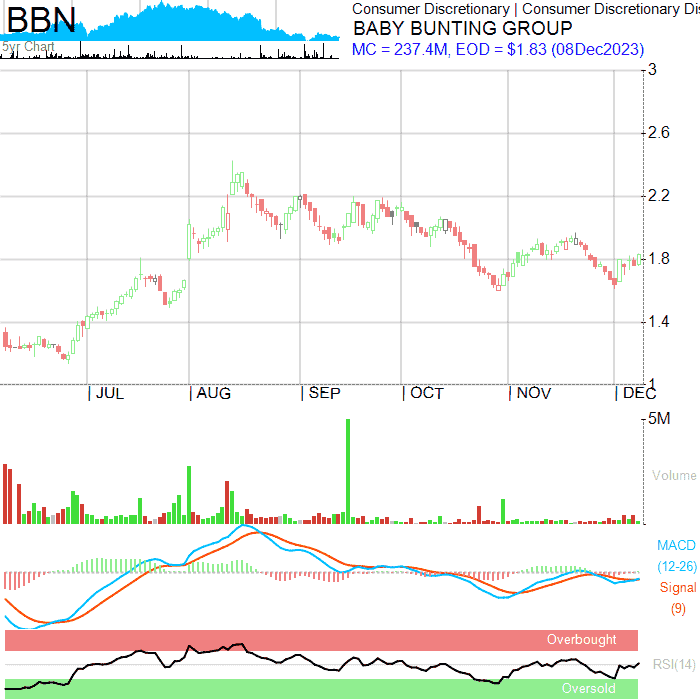 BBN
5yr Chart
Consumer Discretionary | Consumer Discretionary Dis
BABY BUNTING GROUP
MC = 237.4M, EOD = $1.83 (08Dec2023)
3
2.6
2.2
1.8
1.4
1
| JUL | AUG | SEP | OCT | NOV | DEC
5M
Volume
MACD
(12-26)
Signal
(9)
Overbought
RSI(14)
Oversold